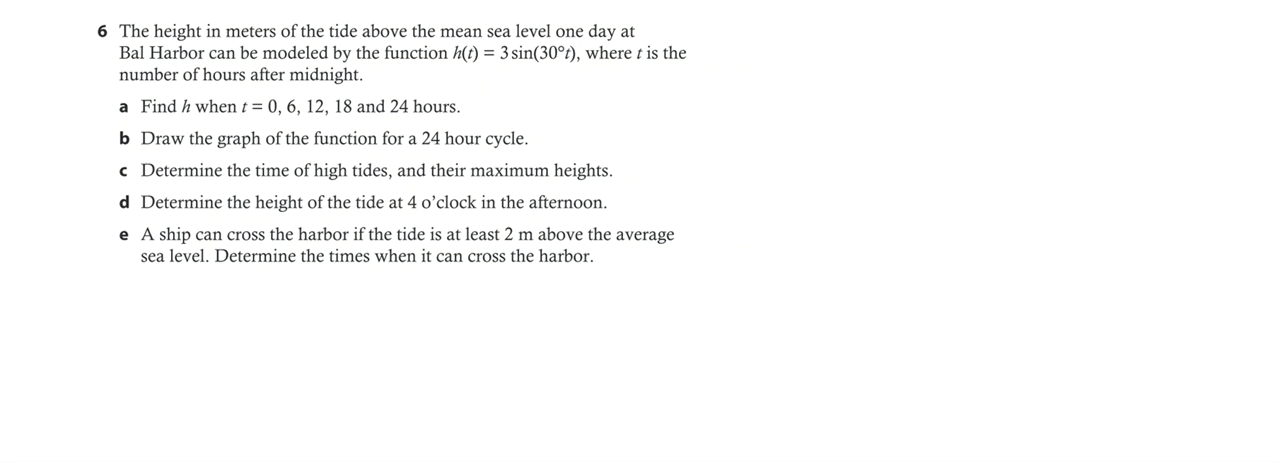 6 The height in meters of the tide above the mean sea level one day at
Bal Harbor can be modeled by the function h(t) = 3 sin(30°t), where t is the
number of hours after midnight.
a Find h when t = 0, 6, 12, 18 and 24 hours.
b Draw the graph of the function for a 24 hour cycle.
c Determine the time of high tides, and their maximum heights.
d Determine the height of the tide at 4 o’clock in the afternoon.
e A ship can cross the harbor if the tide is at least 2 m above the average
sea level. Determine the times when it can cross the harbor.